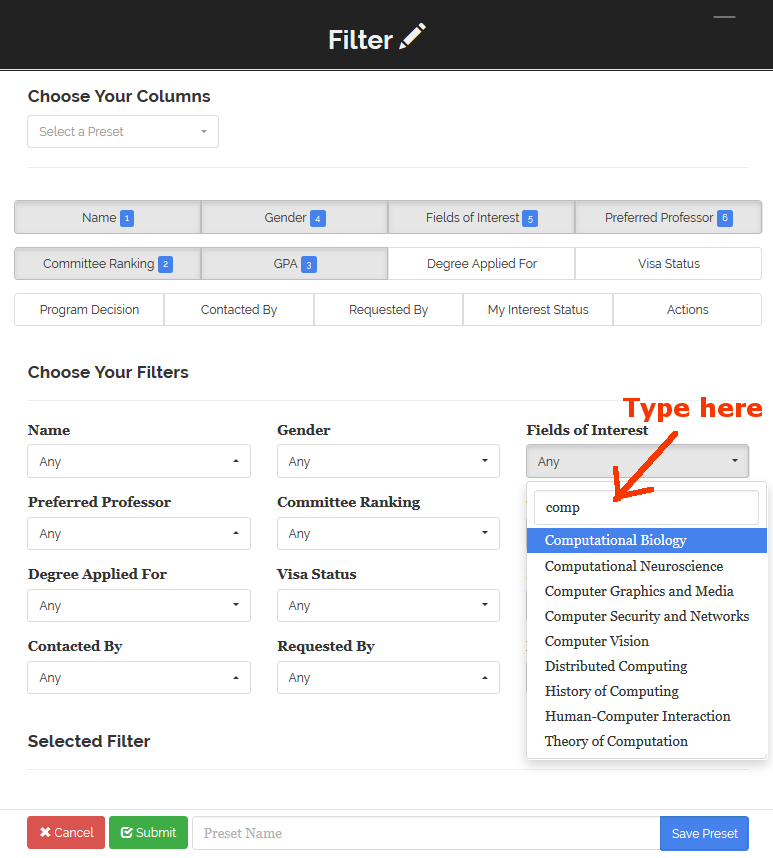 Filter
Choose Your Columns
Select a Preset
Name 1 Gender 4 Fields of Interest 5 Preferred Professor 6
Committee Ranking 2 GPA 3 Degree Applied For Visa Status
Program Decision Contacted By Requested By My Interest Status Actions
Choose Your Filters
Type here
Name Gender Fields of Interest
Any Any Any
Preferred Professor Committee Ranking
comp
Any Any
Computational Biology
Computational Neuroscience
Degree Applied For Visa Status
Computer Graphics and Media
Any Any
Computer Security and Networks
Computer Vision
Contacted By Requested By
Distributed Computing
Any Any
History of Computing
Human-Computer Interaction
Theory of Computation
Selected Filter
Cancel Submit Preset Name Save Preset